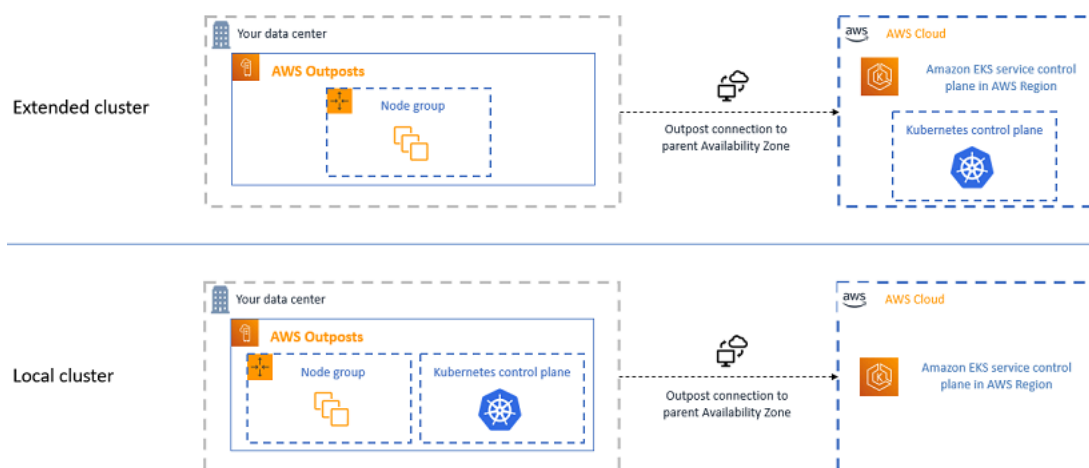 Your data center
aws AWS Cloud
AWS Outposts
Amazon EKS service control
plane in AWS Region
Node group
Extended cluster
Outpost connection to
parent Availability Zone
Kubernetes control plane
Your data center
aws AWS Cloud
AWS Outposts
Node group
Kubernetes control plane
Local cluster
Outpost connection to
parent Availability Zone
Amazon EKS service control
plane in AWS Region